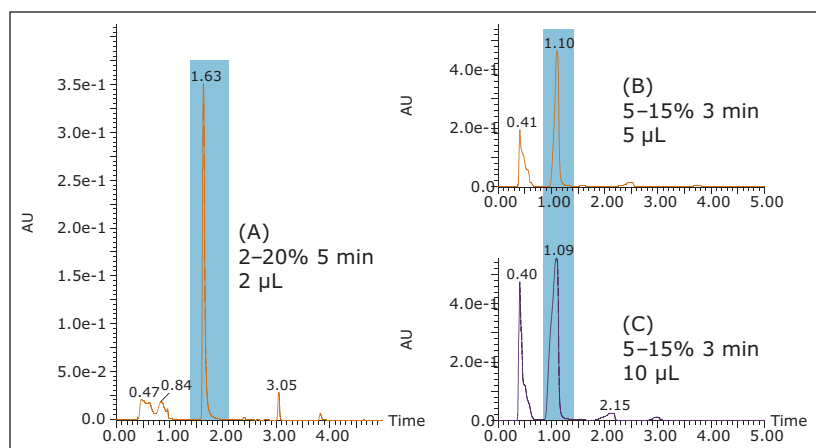 1.63
3.5e-1
3.0e-1
2.5e-1
2.0e-1
1.5e-1
1.0e-1
5.0e-2
0.0
AU
(A)
2–20% 5 min
2 µL
0.47
0.84
3.05
0.00 1.00 2.00 3.00 4.00
Time
1.10
4.0e-1
2.0e-1
0.0
AU
0.41
(B)
5–15% 3 min
5 µL
0.00 1.00 2.00 3.00 4.00 5.00
1.09
0.40
4.0e-1
2.0e-1
0.0
AU
(C)
5–15% 3 min
10 µL
2.15
Time
0.00 1.00 2.00 3.00 4.00 5.00